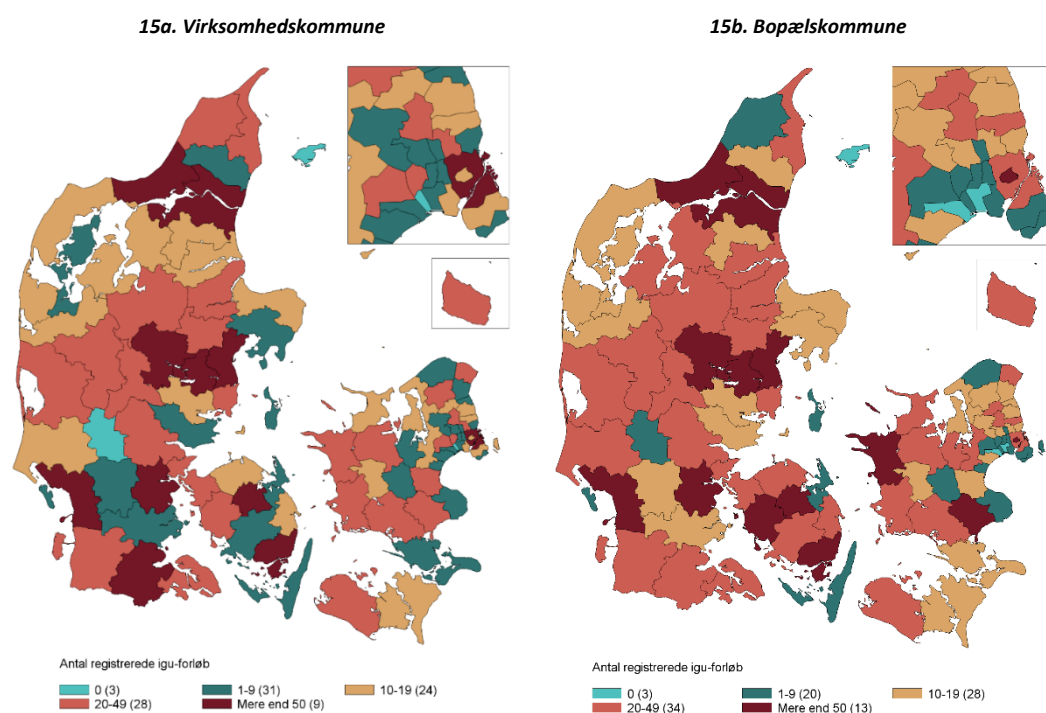 15a. Virksomhedskommune
15b. Bopælskommune
Antal registrerede igu-forløb
0 (3)
1-9 (31)
10-19 (24)
20-49 (28)
Mere end 50 (9)
Antal registrerede igu-forløb
0 (3)
1-9 (20)
10-19 (28)
20-49 (34)
Mere end 50 (13)